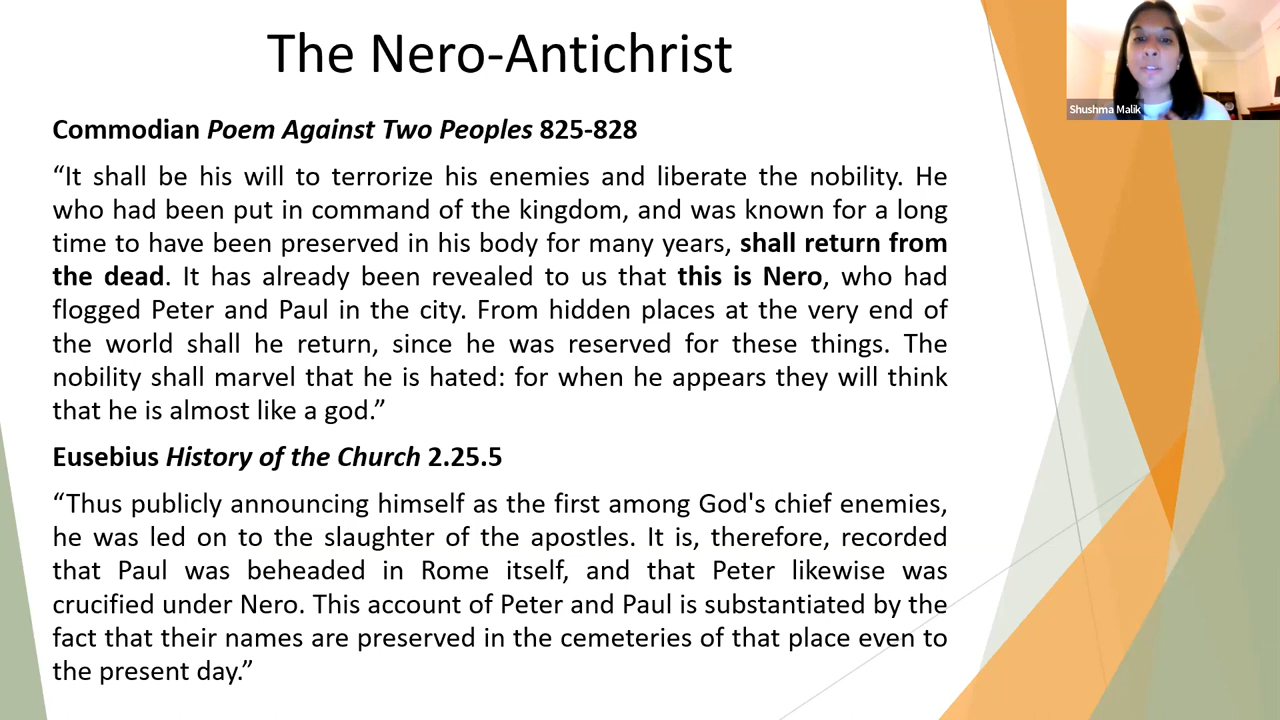 The Nero-Antichrist
Shushma Malik
Commodian Poem Against Two Peoples 825-828
“It shall be his will to terrorize his enemies and liberate the nobility. He
who had been put in command of the kingdom, and was known for a long
time to have been preserved in his body for many years, shall return from
the dead. It has already been revealed to us that this is Nero, who had
flogged Peter and Paul in the city. From hidden places at the very end of
the world shall he return, since he was reserved for these things. The
nobility shall marvel that he is hated: for when he appears they will think
that he is almost like a god.”
Eusebius History of the Church 2.25.5
“Thus publicly announcing himself as the first among God's chief enemies,
he was led on to the slaughter of the apostles. It is, therefore, recorded
that Paul was beheaded in Rome itself, and that Peter likewise was
crucified under Nero. This account of Peter and Paul is substantiated by the
fact that their names are preserved in the cemeteries of that place even to
the present day.”